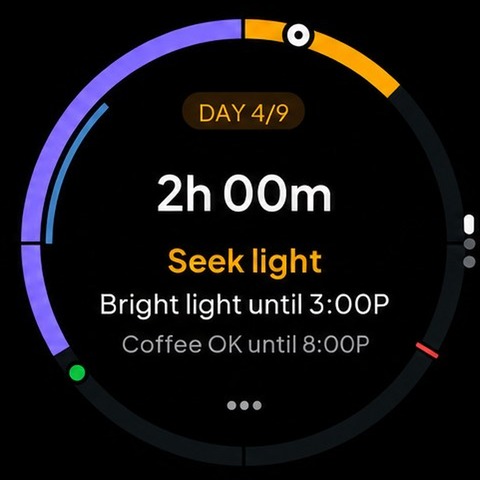 DAY 4/9
2h 00m
Seek light
Bright light until 3:00P
Coffee OK until 8:00P